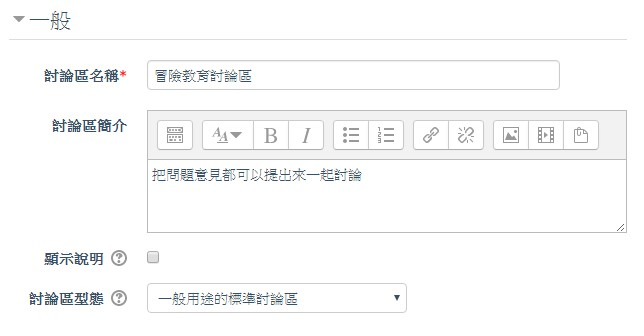 一般
討論區名稱*
冒險教育討論區
討論區簡介
把問題意見都可以提出來一起討論
顯示說明
討論區型態
一般用途的標準討論區